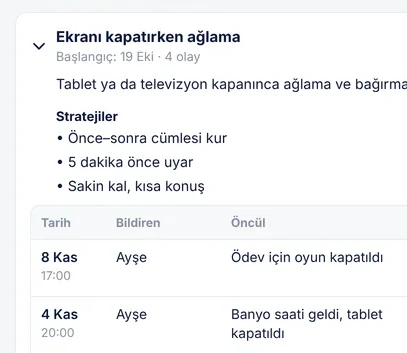 Ekranı kapatırken ağlama
Başlangıç: 19 Eki · 4 olay
Tablet ya da televizyon kapanınca ağlama ve bağırma
Stratejiler
• Önce–sonra cümlesi kur
• 5 dakika önce uyar
• Sakin kal, kısa konuş
Tarih Bildiren Öncül
8 Kas Ayşe Ödev için oyun kapatıldı
17:00
4 Kas Ayşe Banyo saati geldi, tablet
20:00 kapatıldı